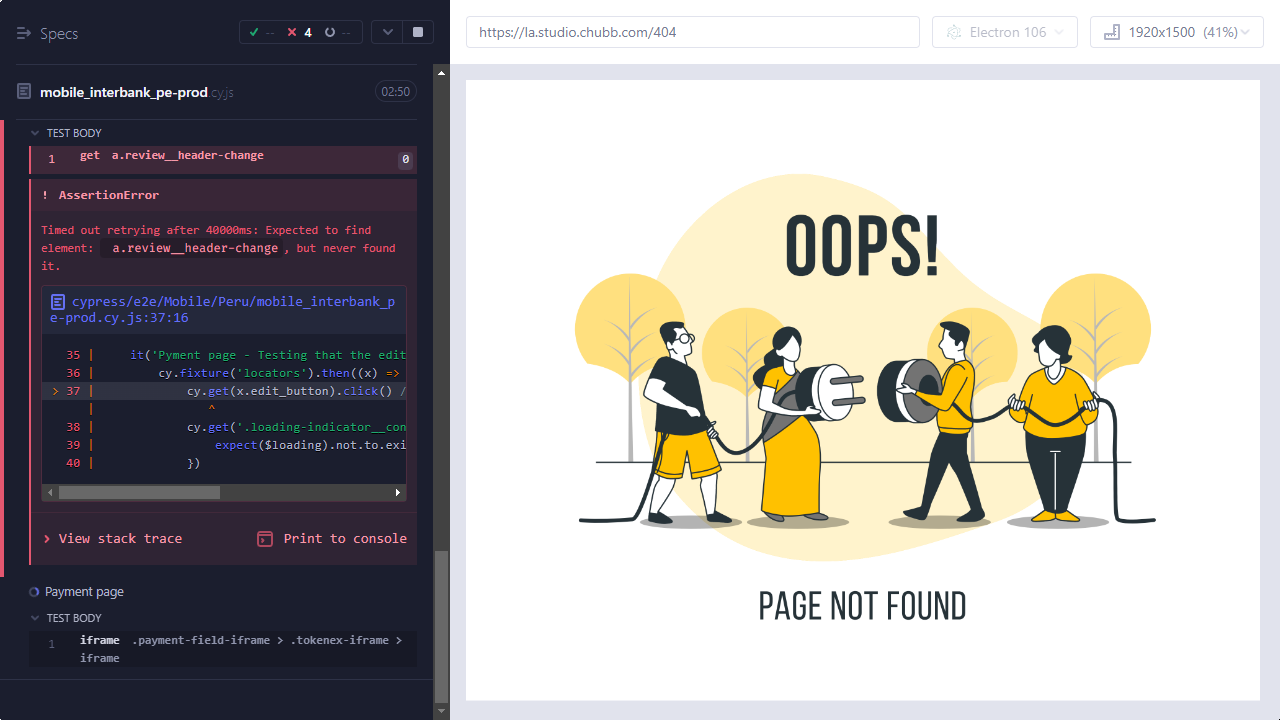 Specs
--
4
--
https://la.studio.chubb.com/404
Electron 106
1920x1500 (41%)
mobile_interbank_pe-prod.cy.js
02:50
TEST BODY
1 get a.review__header-change 0
! AssertionError
Timed out retrying after 40000ms: Expected to find
element: a.review__header-change, but never found
it.
cypress/e2e/Mobile/Peru/mobile_interbank_p
e-prod.cy.js:37:16
35 | it('Pyment page - Testing that the edit
36 | cy.fixture('locators').then((x) =>
> 37 | cy.get(x.edit_button).click() /
| ^
38 | cy.get('.loading-indicator__con
39 | expect($loading).not.to.exi
40 | })
> View stack trace
Print to console
Payment page
TEST BODY
1 iframe .payment-field-iframe > .tokenex-iframe >
iframe
OOPS!
PAGE NOT FOUND